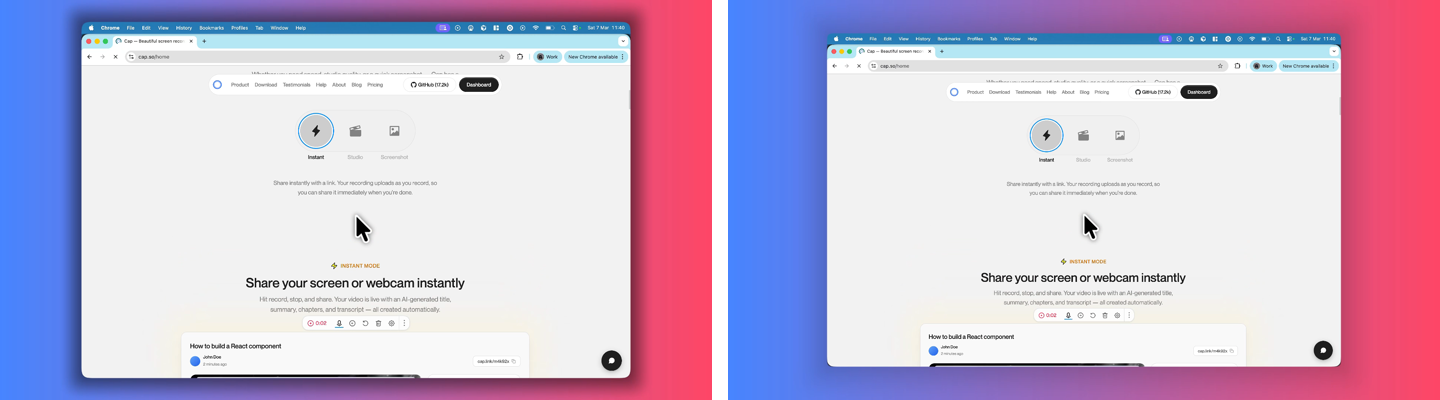 Chrome File Edit View History Bookmarks Profiles Tab Window Help Sat 7 Mar 11:40
Cap — Beautiful screen reco
cap.so/home Work New Chrome available
Product Download Testimonials Help About Blog Pricing GitHub (17.2k) Dashboard
Instant Studio Screenshot
Share instantly with a link. Your recording uploads as you record, so
you can share it immediately when you're done.
INSTANT MODE
Share your screen or webcam instantly
Hit record, stop, and share. Your video is live with an AI-generated title,
summary, chapters, and transcript — all created automatically.
0:02
How to build a React component
John Doe
2 minutes ago
Chrome File Edit View History Bookmarks Profiles Tab Window Help Sat 7 Mar 11:40
Cap — Beautiful screen reco
cap.so/home Work New Chrome available
Product Download Testimonials Help About Blog Pricing GitHub (17.2k) Dashboard
Instant Studio Screenshot
Share instantly with a link. Your recording uploads as you record, so
you can share it immediately when you're done.
INSTANT MODE
Share your screen or webcam instantly
Hit record, stop, and share. Your video is live with an AI-generated title,
summary, chapters, and transcript — all created automatically.
0:02
How to build a React component
John Doe
2 minutes ago